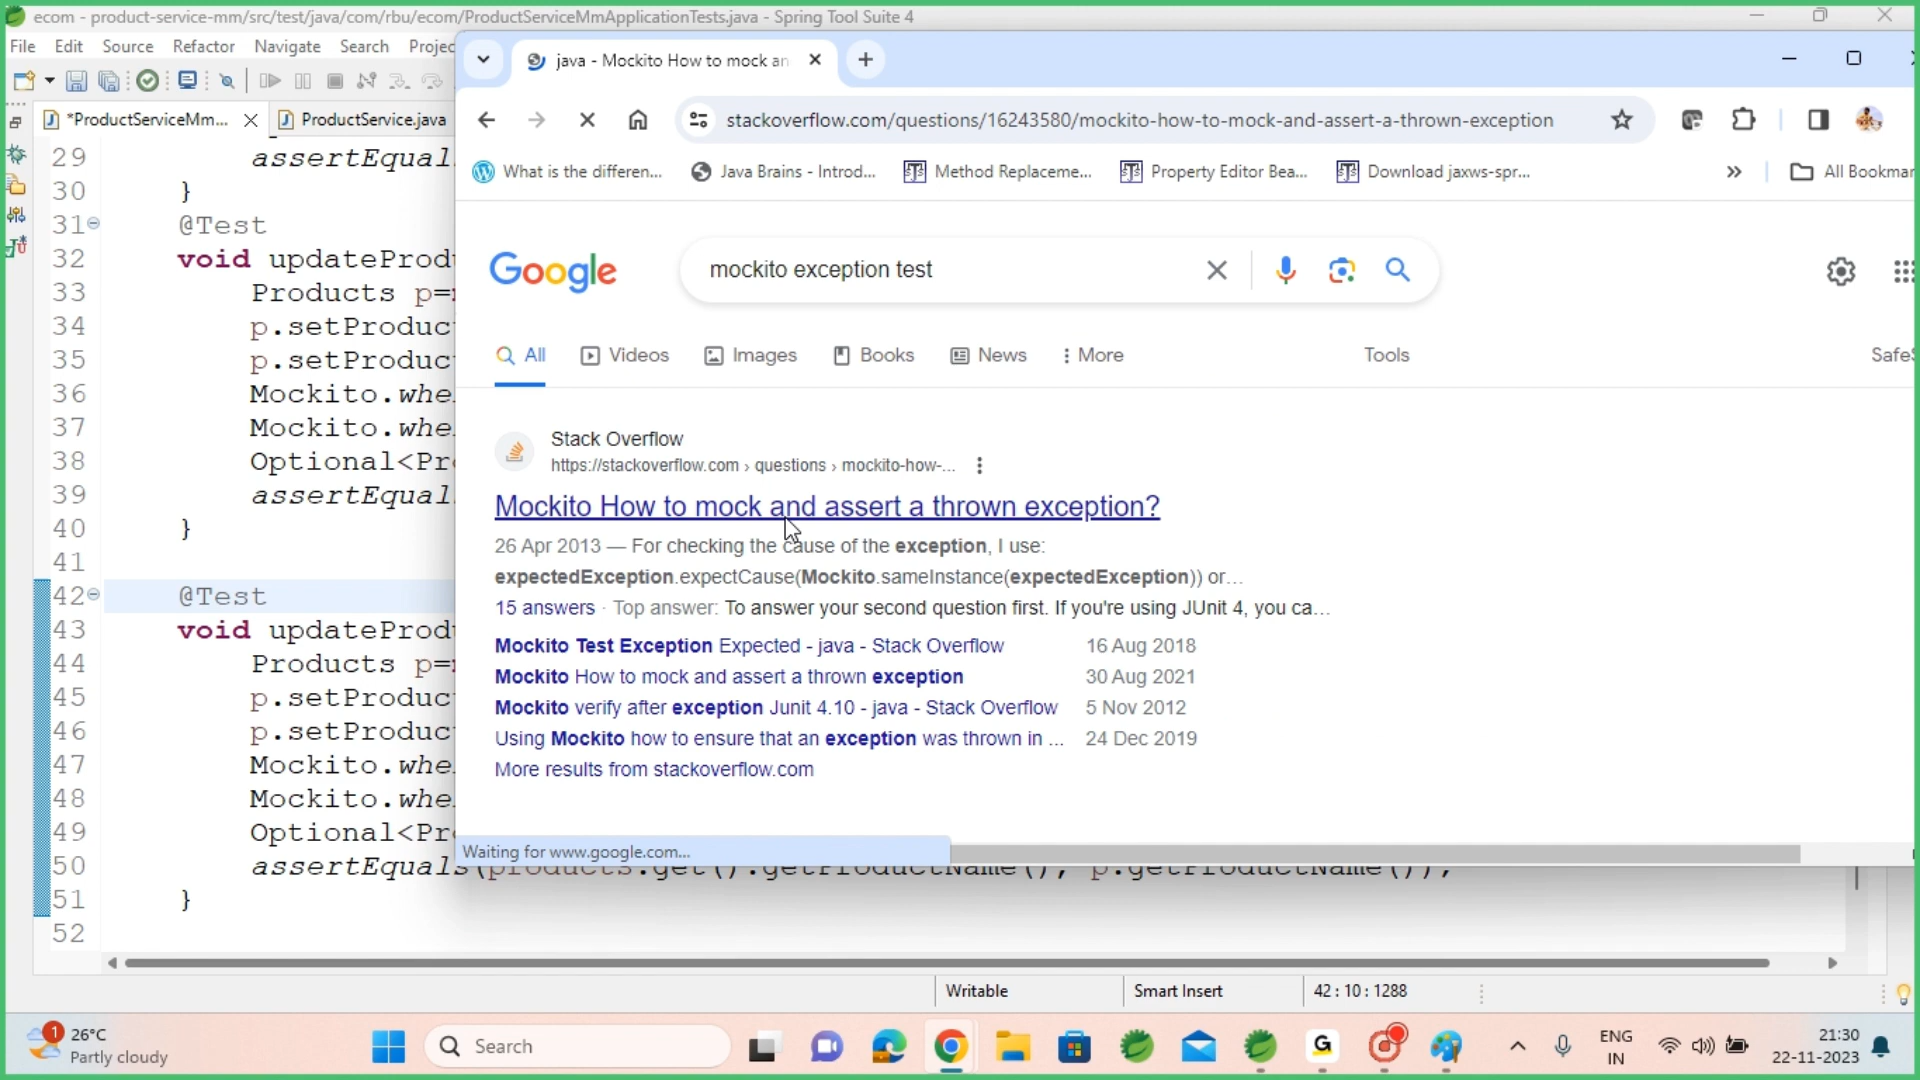 ecom - product-service-mm/src/test/java/com/rbu/ecom/ProductServiceMmApplicationTests.java - Spring Tool Suite 4
File Edit Source Refactor Navigate Search
*ProductServiceMm... ProductService.java
29 assertEqual
30 }
31 @Test
32 void updateProd
33 Products p=
34 p.setProduc
35 p.setProduc
36 Mockito.whe
37 Mockito.whe
38 Optional<Pr
39 assertEqual
40 }
41
42 @Test
43 void updateProd
44 Products p=
45 p.setProduc
46 p.setProduc
47 Mockito.whe
48 Mockito.whe
49 Optional<Pr
50 assertEquals(products.get().getProductName(), p.getProductName());
51 }
52
java - Mockito How to mock an
stackoverflow.com/questions/16243580/mockito-how-to-mock-and-assert-a-thrown-exception
What is the differen... Java Brains - Introd... Method Replaceme... Property Editor Bea... Download jaxws-spr... » All Bookmar
Google
mockito exception test
All Videos Images Books News More Tools Safe
Stack Overflow
https://stackoverflow.com › questions › mockito-how-...
Mockito How to mock and assert a thrown exception?
26 Apr 2013 — For checking the cause of the exception, I use:
expectedException.expectCause(Mockito.sameInstance(expectedException)) or...
15 answers · Top answer: To answer your second question first. If you're using JUnit 4, you ca...
Mockito Test Exception Expected - java - Stack Overflow 16 Aug 2018
Mockito How to mock and assert a thrown exception 30 Aug 2021
Mockito verify after exception Junit 4.10 - java - Stack Overflow 5 Nov 2012
Using Mockito how to ensure that an exception was thrown in ... 24 Dec 2019
More results from stackoverflow.com
Waiting for www.google.com...
Writable Smart Insert 42 : 10 : 1288
1
26°C
Partly cloudy
Search
G
ENG
IN
21:30
22-11-2023